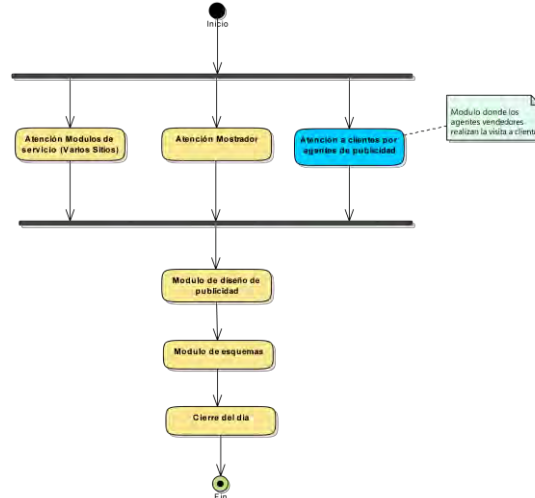 Inicio
Atención Modulos de
servicio (Varios Sitios)
Atención Mostrador
Atención a clientes por
agentes de publicidad
Modulo donde los
agentes vendedores
realizan la visita a
Modulo de diseño de
publicidad
Modulo de esquemas
Cierre del dia
Fin